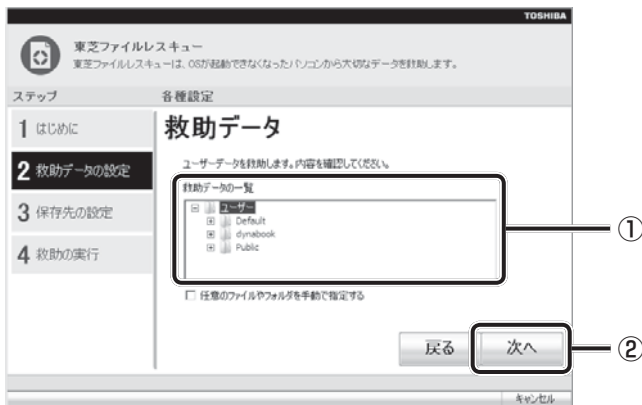 TOSHIBA
東芝ファイルレスキュー
東芝ファイルレスキューは、OSが起動できなくなったパソコンから大切なデータを救助します。
ステップ 各種設定
1 はじめに
2 救助データの設定
3 保存先の設定
4 救助の実行
救助データ
ユーザーデータを救助します。内容を確認してください。
救助データの一覧
ユーザー
Default
dynabook
Public
①
任意のファイルやフォルダを手動で指定する
戻る 次へ
②
キャンセル